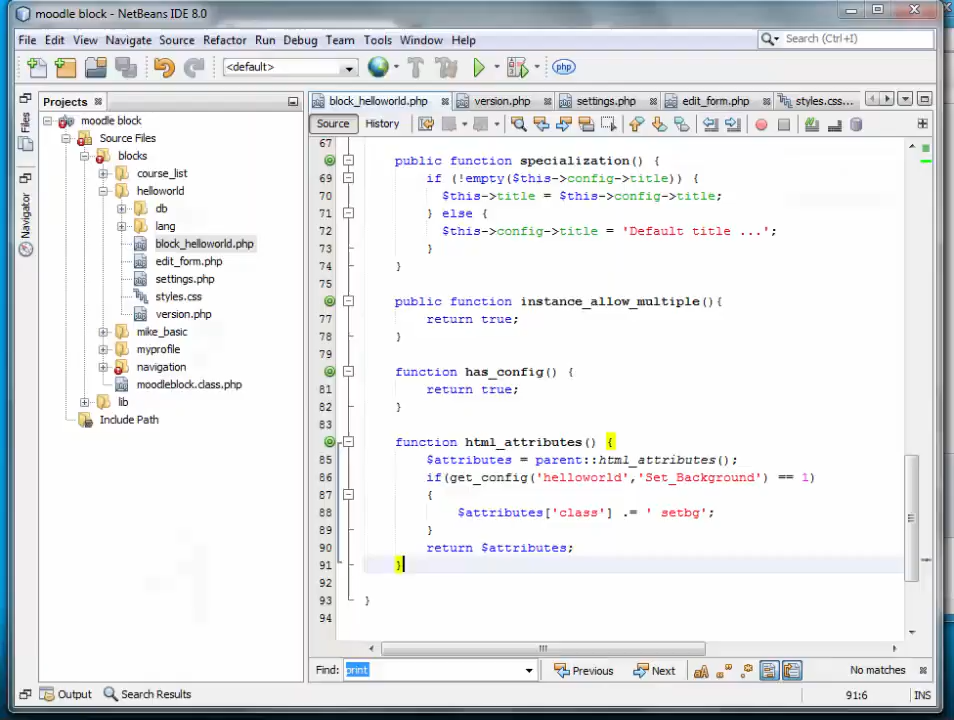 moodle block - NetBeans IDE 8.0
File Edit View Navigate Source Refactor Run Debug Team Tools Window Help
Search (Ctrl+I)
<default>
php
Projects
block_helloworld.php version.php settings.php edit_form.php styles.css...
Files
Navigator
Source History
moodle block
Source Files
blocks
course_list
helloworld
db
lang
block_helloworld.php
edit_form.php
settings.php
styles.css
version.php
mike_basic
myprofile
navigation
moodleblock.class.php
lib
Include Path
67
public function specialization() {
69 if (!empty($this->config->title)) {
70 $this->title = $this->config->title;
71 } else {
72 $this->config->title = 'Default title ...';
73 }
74 }
75
public function instance_allow_multiple(){
77 return true;
78 }
79
function has_config() {
81 return true;
82 }
83
function html_attributes() {
85 $attributes = parent::html_attributes();
86 if(get_config('helloworld','Set_Background') == 1)
87 {
88 $attributes['class'] .= ' setbg';
89 }
90 return $attributes;
91 }
92
93 }
94
Find: print Previous Next No matches
Output Search Results 91:6 INS